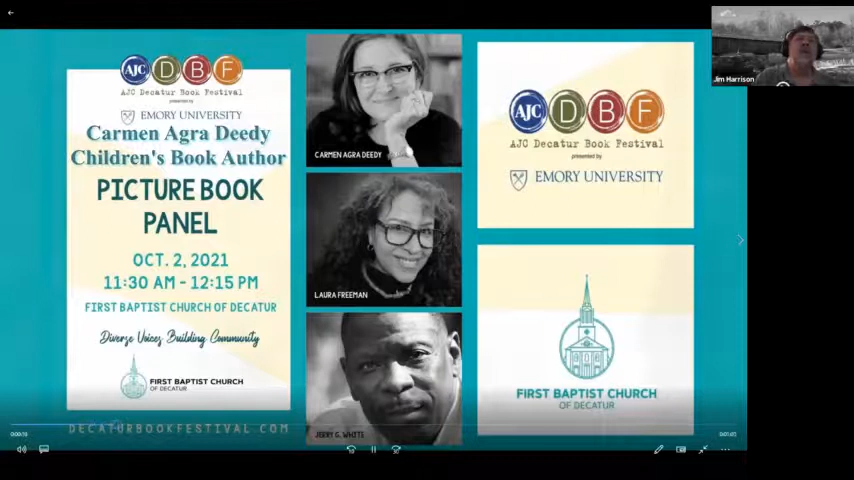 AJC DBF
AJC Decatur Book Festival
presented by
EMORY UNIVERSITY
Carmen Agra Deedy
Children's Book Author
PICTURE BOOK
PANEL
OCT. 2, 2021
11:30 AM - 12:15 PM
FIRST BAPTIST CHURCH OF DECATUR
Diverse Voices Building Community
FIRST BAPTIST CHURCH
OF DECATUR
DECATURBOOKFESTIVAL.COM
CARMEN AGRA DEEDY
LAURA FREEMAN
JERRY G. WHITE
AJC DBF
AJC Decatur Book Festival
presented by
EMORY UNIVERSITY
FIRST BAPTIST CHURCH
OF DECATUR
Jim Harrison